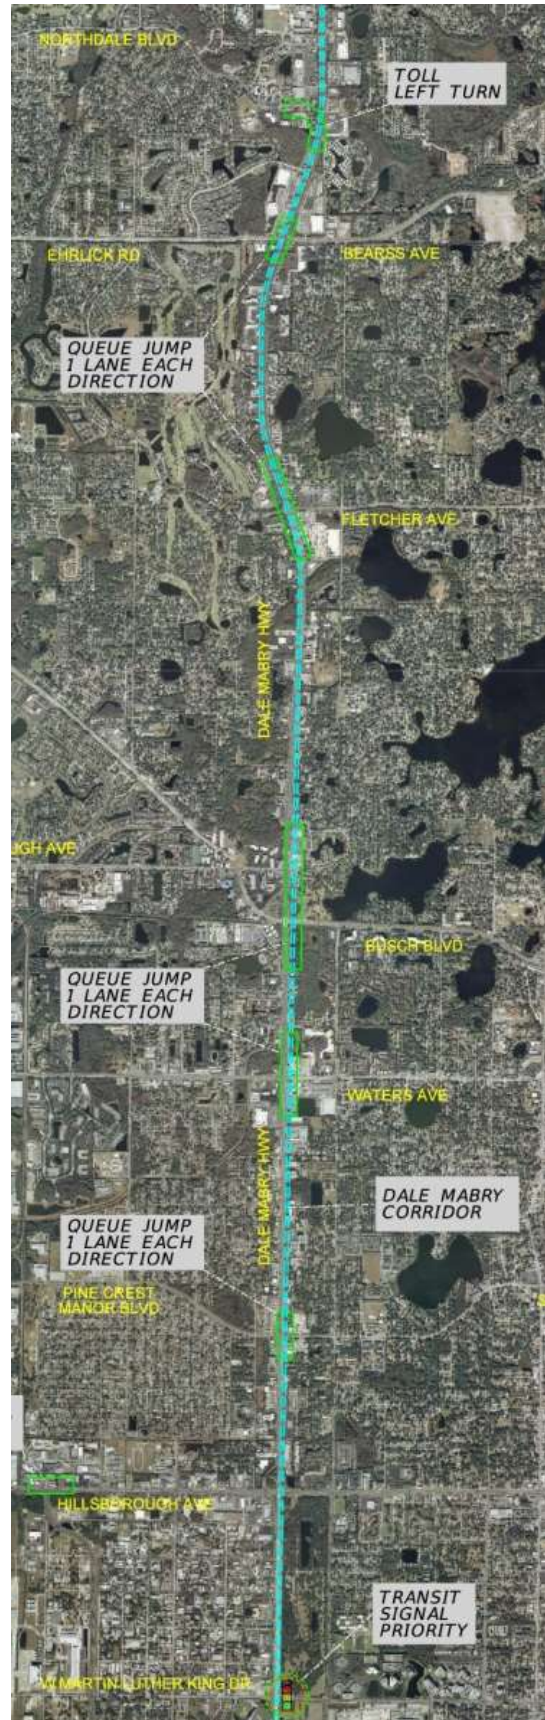 NORTHDALE BLVD
TOLL
LEFT TURN
EHRLICK RD
BEARSS AVE
QUEUE JUMP
1 LANE EACH
DIRECTION
FLETCHER AVE
DALE MABRY HWY
UGH AVE
BUSCH BLVD
QUEUE JUMP
1 LANE EACH
DIRECTION
WATERS AVE
DALE MABRY HWY
DALE MABRY
CORRIDOR
QUEUE JUMP
1 LANE EACH
DIRECTION
PINE CREST
MANOR BLVD
S
HILLSBOROUGH AVE
TRANSIT
SIGNAL
PRIORITY
W MARTIN LUTHER KING DR